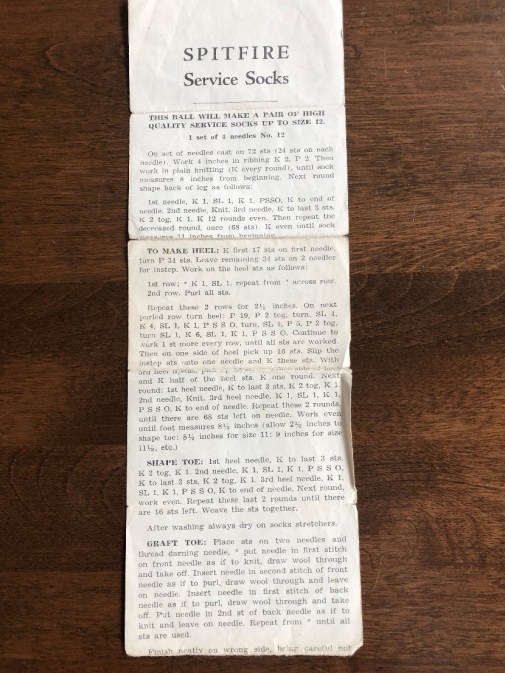 SPITFIRE
Service Socks
THIS BALL WILL MAKE A PAIR OF HIGH
QUALITY SERVICE SOCKS UP TO SIZE 12.
1 set of 4 needles No. 12
On set of needles cast on 72 sts (24 sts on each
needle). Work 4 inches in ribbing K 2, P 2. Then
work in plain knitting (K every round), until sock
measures 8 inches from beginning. Next round
shape back of leg as follows:
1st needle, K 1, SL 1, K 1, PSSO, K to end of
needle. 2nd needle, Knit. 3rd needle, K to last 3 sts,
K 2 tog, K 1. K 12 rounds even. Then repeat the
decreased round, once (68 sts). K even until sock
measures 11 inches from beginning.
TO MAKE HEEL: K first 17 sts on first needle,
turn P 34 sts. Leave remaining 34 sts on 2 needles
for instep. Work on the heel sts as follows:
1st row: * K 1, SL 1, repeat from * across row.
2nd row. Purl all sts.
Repeat these 2 rows for 2½ inches. On next
purled row turn heel: P 19, P 2 tog, turn, SL 1,
K 4, SL 1, K 1, P S S O, turn, SL 1, P 5, P 2 tog,
turn SL 1, K 6, SL 1, K 1, P S S O. Continue to
work 1 st more every row, until all sts are worked.
Then on one side of heel pick up 16 sts. Slip the
instep sts onto one needle and K these sts. With
3rd heel
and K half of the heel sts. K one round. Next
round: 1st heel needle, K to last 3 sts, K 2 tog, K 1.
2nd needle, Knit. 3rd heel needle, K 1, SL 1, K 1,
P S S O, K to end of needle. Repeat these 2 rounds
until there are 68 sts left on needle. Work even
until foot measures 8½ inches (allow 2½ inches to
shape toe: 8½ inches for size 11: 9 inches for size
11½, etc.)
SHAPE TOE: 1st heel needle, K to last 3 sts,
K 2 tog, K 1. 2nd needle, K 1, SL 1, K 1, P S S O,
K to last 3 sts, K 2 tog, K 1. 3rd heel needle, K 1,
SL 1, K 1, P S S O, K to end of needle. Next round,
work even. Repeat these last 2 rounds until there
are 16 sts left. Weave the sts together.
After washing always dry on socks stretchers.
GRAFT TOE: Place sts on two needles and
thread darning needle, * put needle in first stitch
on front needle as if to knit, draw wool through
and take off. Insert needle in second stitch of front
needle as if to purl, draw wool through and leave
on needle. Insert needle in first stitch of back
needle as if to purl, draw wool through and take
off. Put needle in 2nd st of back needle as if to
knit and leave on needle. Repeat from * until all
sts are used.
Finish neatly on wrong side, being careful not